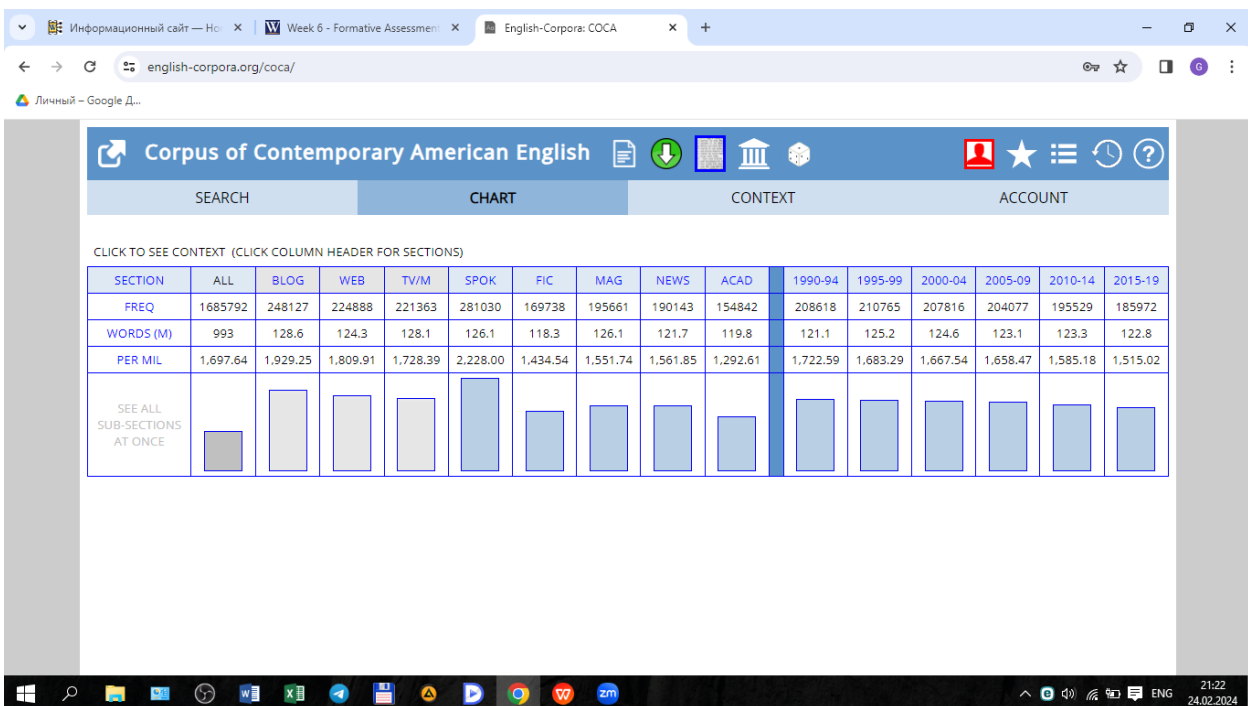 Информационный сайт — Но
Week 6 - Formative Assessment
English-Corpora: COCA
english-corpora.org/coca/
G
Личный – Google Д...
Corpus of Contemporary American English
SEARCH CHART CONTEXT ACCOUNT
CLICK TO SEE CONTEXT (CLICK COLUMN HEADER FOR SECTIONS)
SECTION ALL BLOG WEB TV/M SPOK FIC MAG NEWS ACAD 1990-94 1995-99 2000-04 2005-09 2010-14 2015-19
FREQ 1685792 248127 224888 221363 281030 169738 195661 190143 154842 208618 210765 207816 204077 195529 185972
WORDS (M) 993 128.6 124.3 128.1 126.1 118.3 126.1 121.7 119.8 121.1 125.2 124.6 123.1 123.3 122.8
PER MIL 1,697.64 1,929.25 1,809.91 1,728.39 2,228.00 1,434.54 1,551.74 1,561.85 1,292.61 1,722.59 1,683.29 1,667.54 1,658.47 1,585.18 1,515.02
SEE ALL
SUB-SECTIONS
AT ONCE
zm
ENG
21:22
24.02.2024